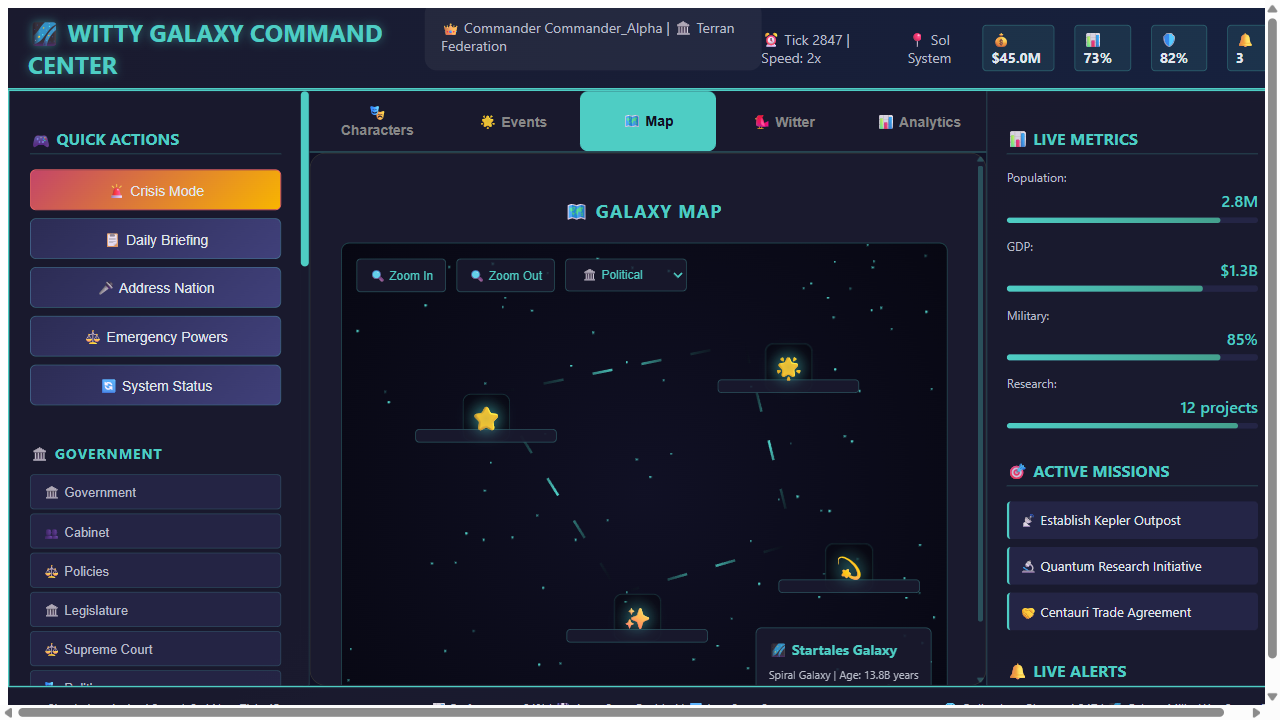 WITTY GALAXY COMMAND
CENTER
Commander Commander_Alpha | Terran
Federation
Tick 2847 |
Speed: 2x
Sol
System
$45.0M
73%
82%
3
QUICK ACTIONS
Crisis Mode
Daily Briefing
Address Nation
Emergency Powers
System Status
GOVERNMENT
Government
Cabinet
Policies
Legislature
Supreme Court
Characters
Events
Map
Witter
Analytics
GALAXY MAP
Zoom In
Zoom Out
Political
Startales Galaxy
Spiral Galaxy | Age: 13.8B years
LIVE METRICS
Population:
2.8M
GDP:
$1.3B
Military:
85%
Research:
12 projects
ACTIVE MISSIONS
Establish Kepler Outpost
Quantum Research Initiative
Centauri Trade Agreement
LIVE ALERTS